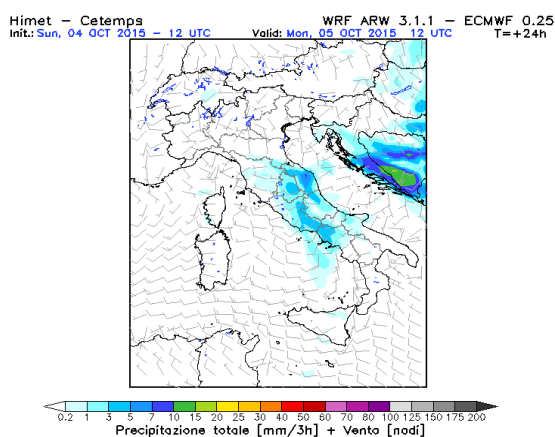 Himet – Cetemps WRF ARW 3.1.1 – ECMWF 0.25
Init.: Sun, 04 OCT 2015 – 12 UTC Valid: Mon, 05 OCT 2015 12 UTC T=+24h
0.2 1 3 5 7 10 15 20 25 30 40 50 60 70 80 90 100 125 150 175 200
Precipitazione totale [mm/3h] + Vento [nodi]